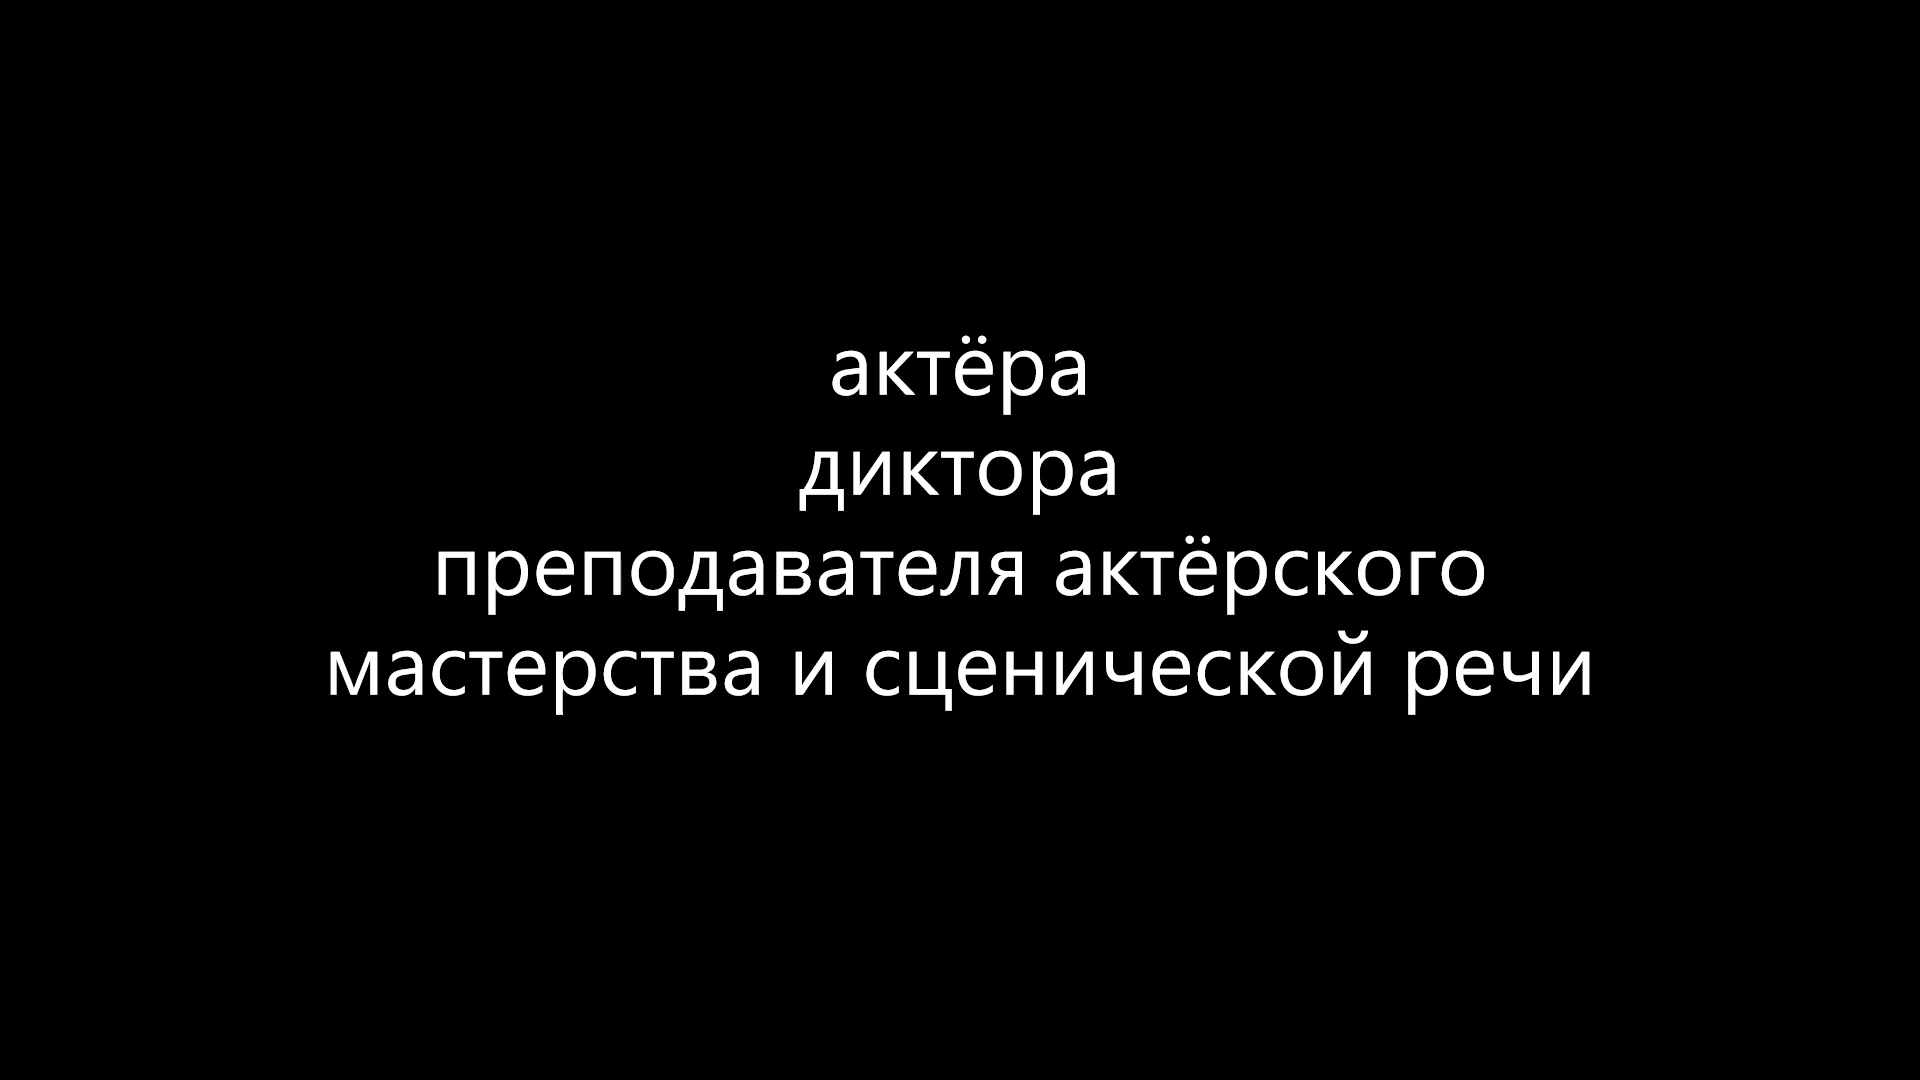 актёра
диктора
преподавателя актёрского
мастерства и сценической речи